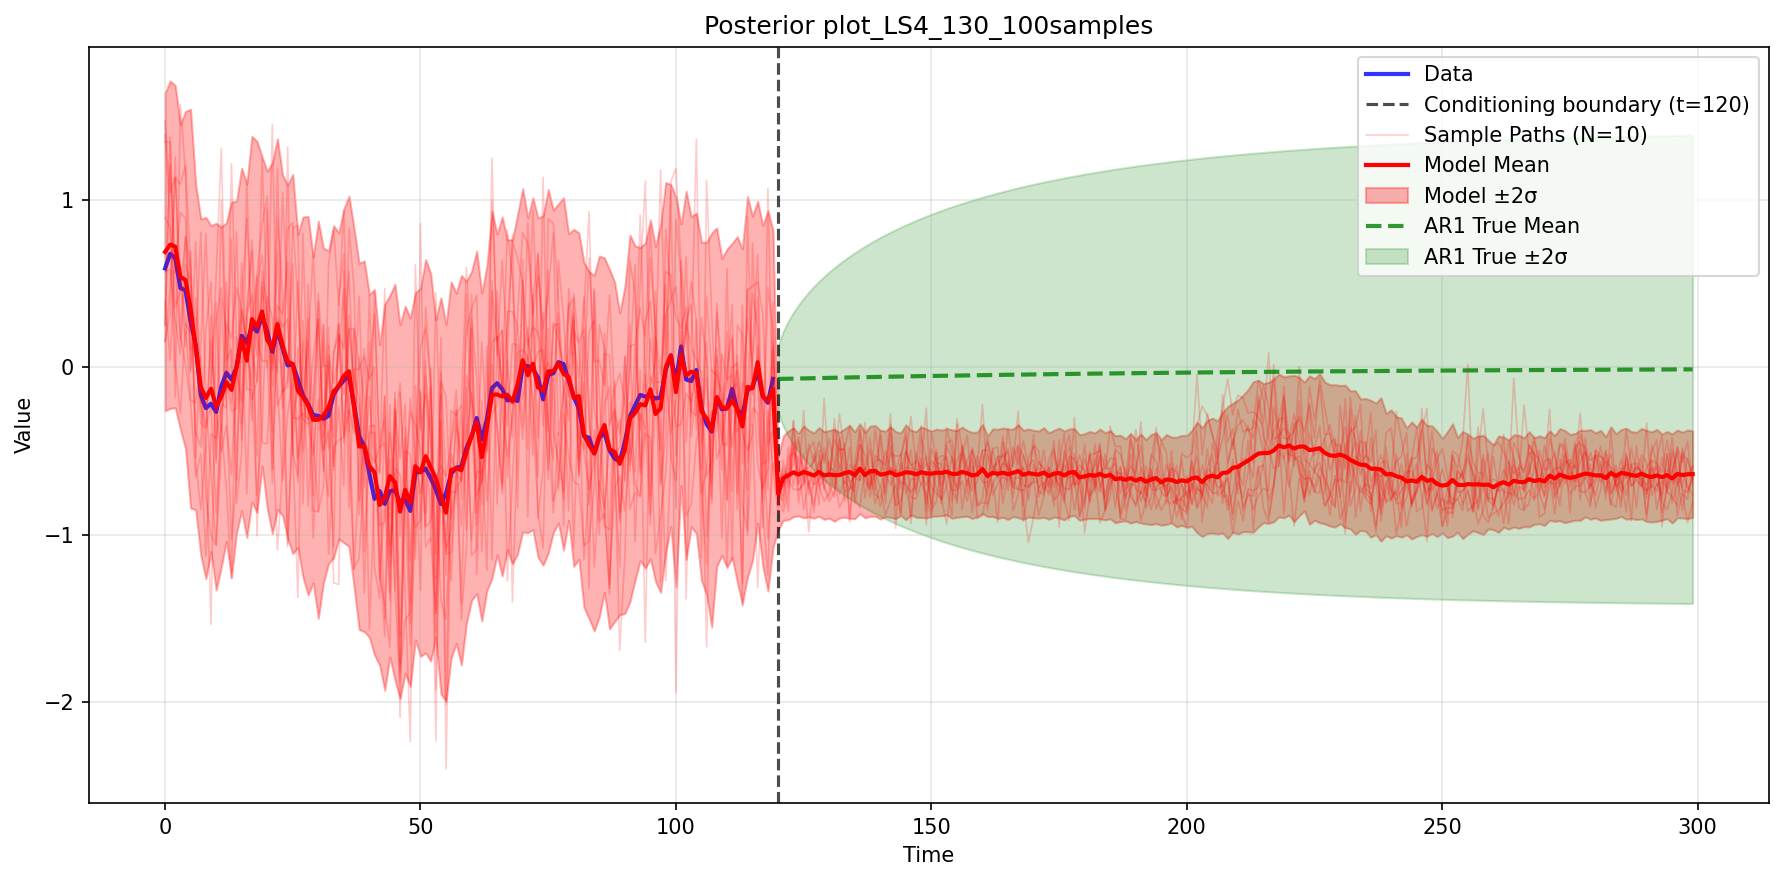 Posterior plot_LS4_130_100samples
Data
Conditioning boundary (t=120)
Sample Paths (N=10)
Model Mean
Model ±2σ
AR1 True Mean
AR1 True ±2σ
Value
1
0
−1
−2
0 50 100 150 200 250 300
Time